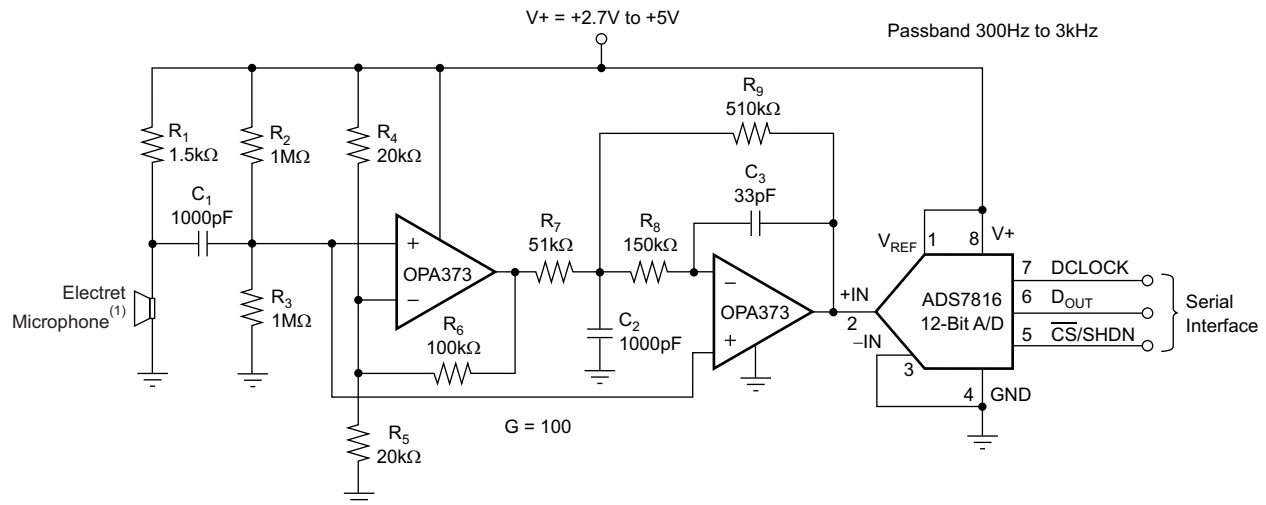 V+ = +2.7V to +5V
Passband 300Hz to 3kHz
R1
1.5kΩ
R2
1MΩ
R4
20kΩ
R9
510kΩ
C3
33pF
C1
1000pF
R7
51kΩ
R8
150kΩ
VREF
1
8
V+
+
OPA373
−
−
OPA373
+
Electret
Microphone(1)
R3
1MΩ
R6
100kΩ
C2
1000pF
+IN
2
−IN
3
ADS7816
12-Bit A/D
7
DCLOCK
6
DOUT
5
CS/SHDN
Serial
Interface
4
GND
G = 100
R5
20kΩ